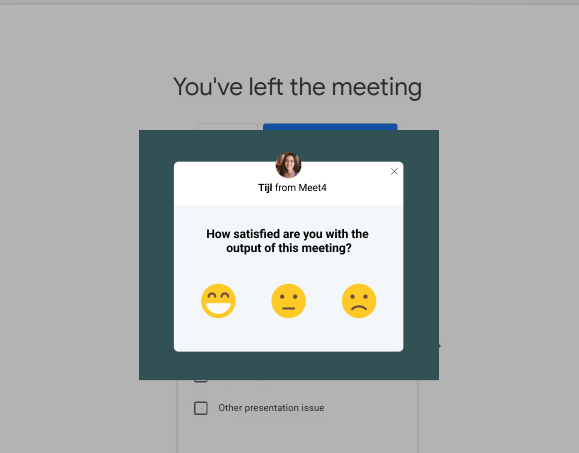 You've left the meeting
Tijl from Meet4
How satisfied are you with the
output of this meeting?
Other presentation issue